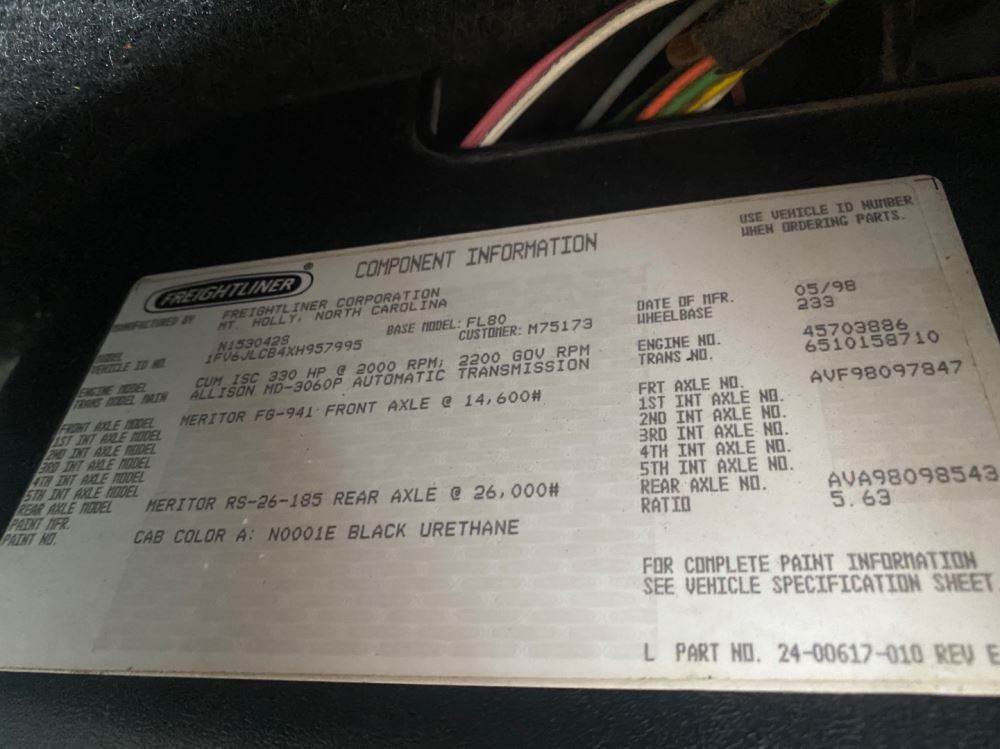 FREIGHTLINER®
COMPONENT INFORMATION
USE VEHICLE ID NUMBER
WHEN ORDERING PARTS.
MANUFACTURED BY
FREIGHTLINER CORPORATION
MT. HOLLY, NORTH CAROLINA
DATE OF MFR. 05/98
WHEELBASE 233
MODEL N153042S BASE MODEL: FL80
VEHICLE ID NO. 1FV6JLCB4XH957995 CUSTOMER: M75173
ENGINE NO. 45703886
TRANS.NO. 6510158710
ENGINE MODEL CUM ISC 330 HP @ 2000 RPM; 2200 GOV RPM
TRANS MODEL MAIN ALLISON MD-3060P AUTOMATIC TRANSMISSION
FRONT AXLE MODEL MERITOR FG-941 FRONT AXLE @ 14,600#
1ST INT AXLE MODEL
2ND INT AXLE MODEL
3RD INT AXLE MODEL
4TH INT AXLE MODEL
5TH INT AXLE MODEL
REAR AXLE MODEL MERITOR RS-26-185 REAR AXLE @ 26,000#
PAINT MFR.
PAINT NO. CAB COLOR A: N0001E BLACK URETHANE
FRT AXLE NO. AVF98097847
1ST INT AXLE NO.
2ND INT AXLE NO.
3RD INT AXLE NO.
4TH INT AXLE NO.
5TH INT AXLE NO.
REAR AXLE NO. AVA98098543
RATIO 5.63
FOR COMPLETE PAINT INFORMATION
SEE VEHICLE SPECIFICATION SHEET
L PART NO. 24-00617-010 REV E